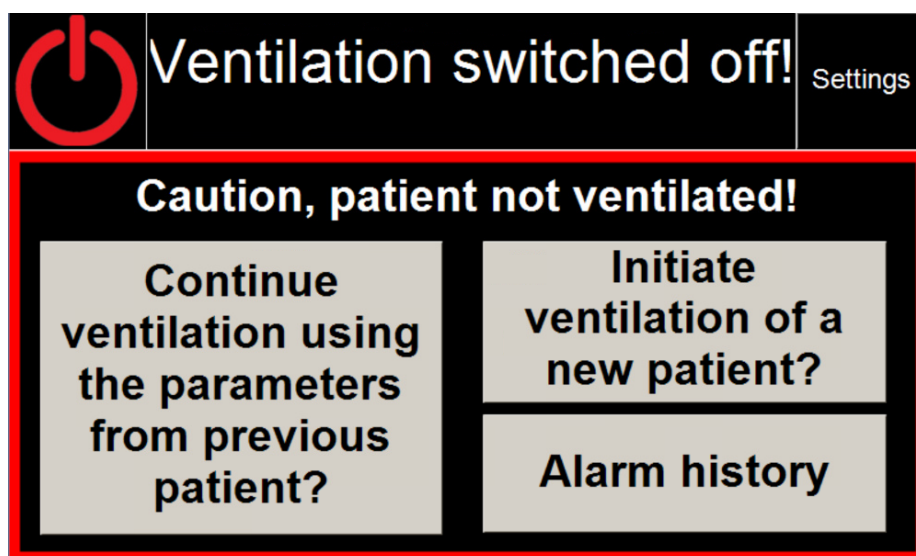 Ventilation switched off!
Settings
Caution, patient not ventilated!
Continue
ventilation using
the parameters
from previous
patient?
Initiate
ventilation of a
new patient?
Alarm history